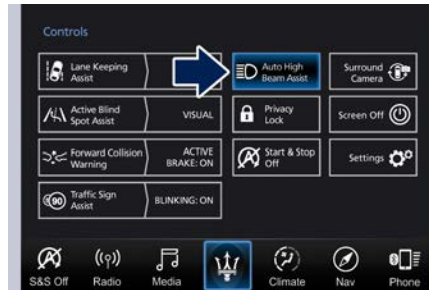 Controls
Lane Keeping
Assist
Auto High
Beam Assist
Surround
Camera
Active Blind
Spot Assist
VISUAL
Privacy
Lock
Screen Off
Forward Collision
Warning
ACTIVE
BRAKE: ON
Start & Stop
Off
Settings
90
Traffic Sign
Assist
BLINKING: ON
S&S Off
Radio
Media
Climate
Nav
Phone